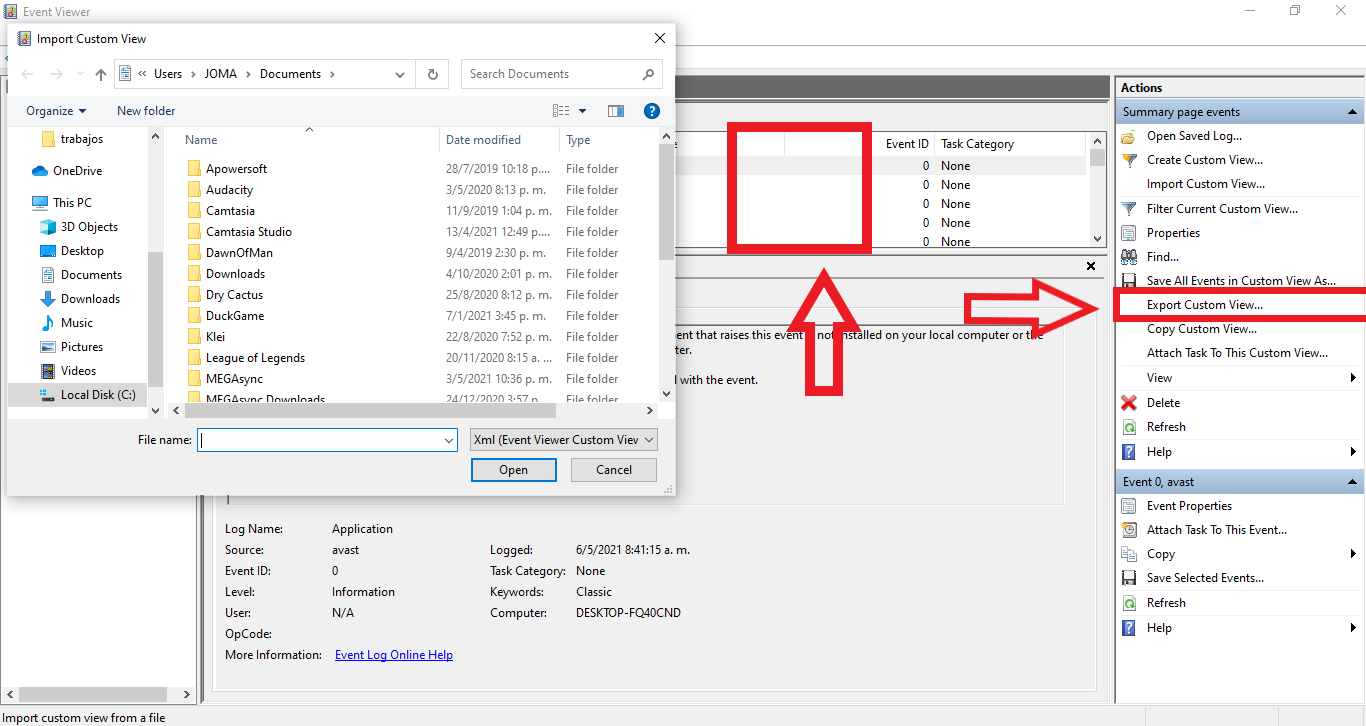 Event Viewer
Import Custom View
« Users › JOMA › Documents ›
Search Documents
Organize
New folder
trabajos
OneDrive
This PC
3D Objects
Desktop
Documents
Downloads
Music
Pictures
Videos
Local Disk (C:)
Name Date modified Type
Apowersoft 28/7/2019 10:18 p.... File folder
Audacity 3/5/2020 8:13 p. m. File folder
Camtasia 11/9/2019 1:04 p. m. File folder
Camtasia Studio 13/4/2021 12:49 p.... File folder
DawnOfMan 9/4/2019 2:30 p. m. File folder
Downloads 4/10/2020 2:01 p. m. File folder
Dry Cactus 25/8/2020 8:12 p. m. File folder
DuckGame 7/1/2021 3:45 p. m. File folder
Klei 22/8/2020 7:52 p. m. File folder
League of Legends 20/11/2020 8:15 a. ... File folder
MEGAsync 3/5/2021 10:36 p. m. File folder
MEGAsync Downloads 24/12/2020 3:57 p. File folder
File name:
Xml (Event Viewer Custom View
Open
Cancel
Event ID Task Category
0 None
0 None
0 None
0 None
0 None
ent that raises this event is not installed on your local computer or the
ter.
d with the event.
Log Name: Application
Source: avast Logged: 6/5/2021 8:41:15 a. m.
Event ID: 0 Task Category: None
Level: Information Keywords: Classic
User: N/A Computer: DESKTOP-FQ40CND
OpCode:
More Information: Event Log Online Help
Actions
Summary page events
Open Saved Log...
Create Custom View...
Import Custom View...
Filter Current Custom View...
Properties
Find...
Save All Events in Custom View As...
Export Custom View...
Copy Custom View...
Attach Task To This Custom View...
View
Delete
Refresh
Help
Event 0, avast
Event Properties
Attach Task To This Event...
Copy
Save Selected Events...
Refresh
Help
Import custom view from a file